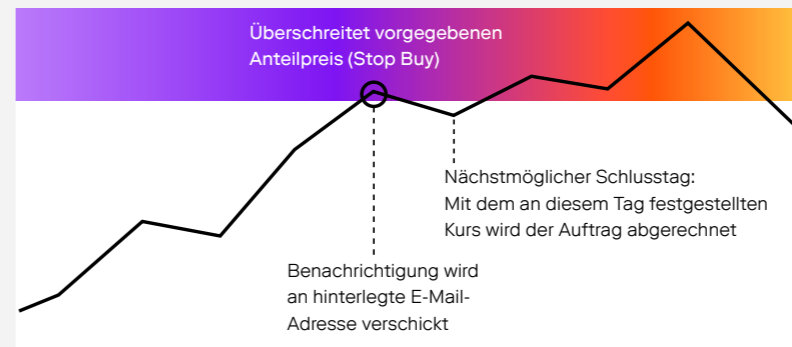 Überschreitet vorgegebenen
Anteilpreis (Stop Buy)
Nächstmöglicher Schlusstag:
Mit dem an diesem Tag festgestellten
Kurs wird der Auftrag abgerechnet
Benachrichtigung wird
an hinterlegte E-Mail-
Adresse verschickt